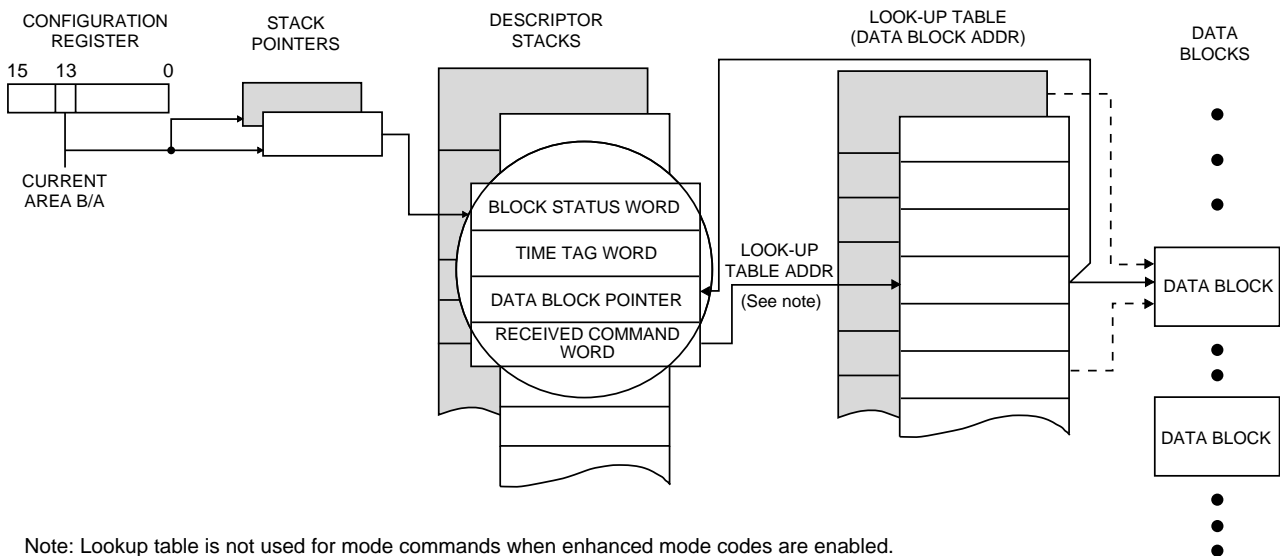 CONFIGURATION
REGISTER
15 13 0
CURRENT
AREA B/A
STACK
POINTERS
DESCRIPTOR
STACKS
BLOCK STATUS WORD
TIME TAG WORD
DATA BLOCK POINTER
RECEIVED COMMAND
WORD
LOOK-UP
TABLE ADDR
(See note)
LOOK-UP TABLE
(DATA BLOCK ADDR)
DATA
BLOCKS
DATA BLOCK
DATA BLOCK
Note: Lookup table is not used for mode commands when enhanced mode codes are enabled.